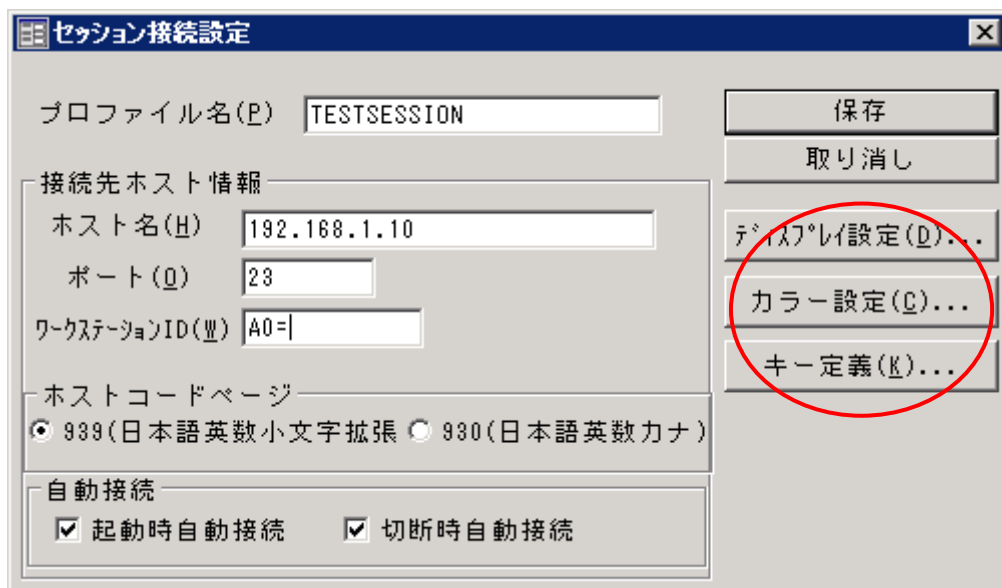 セッション接続設定
プロファイル名(P) TESTSESSION
保存
取り消し
接続先ホスト情報
ホスト名(H) 192.168.1.10
ポート(O) 23
ワークステーションID(W) A0=
ディスプレイ設定(D)...
カラー設定(C)...
キー定義(K)...
ホストコードページ
939(日本語英数小文字拡張 930(日本語英数カナ)
自動接続
起動時自動接続 切断時自動接続